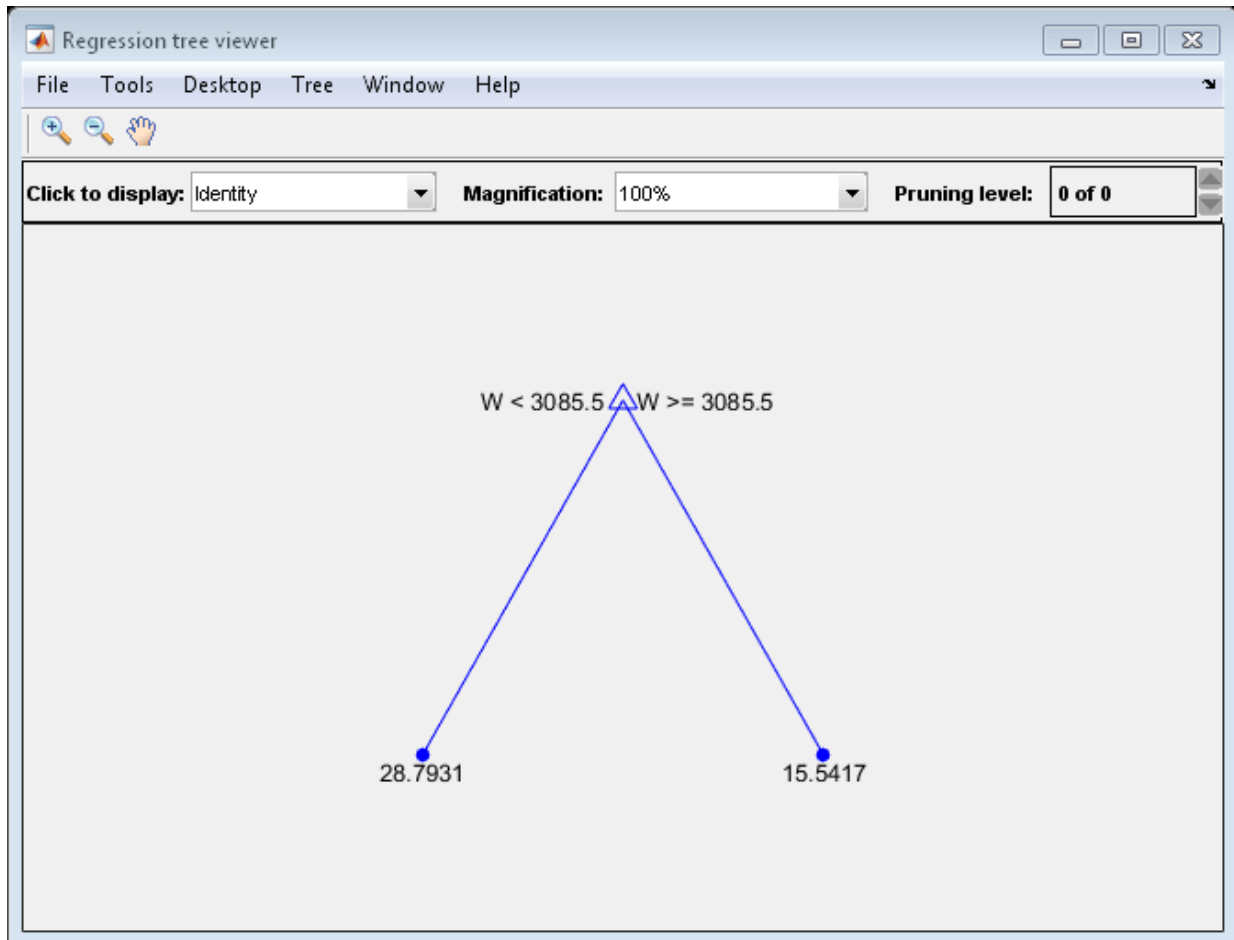 Regression tree viewer
File Tools Desktop Tree Window Help
Click to display: Identity Magnification: 100% Pruning level: 0 of 0
W < 3085.5 W >= 3085.5
28.7931 15.5417